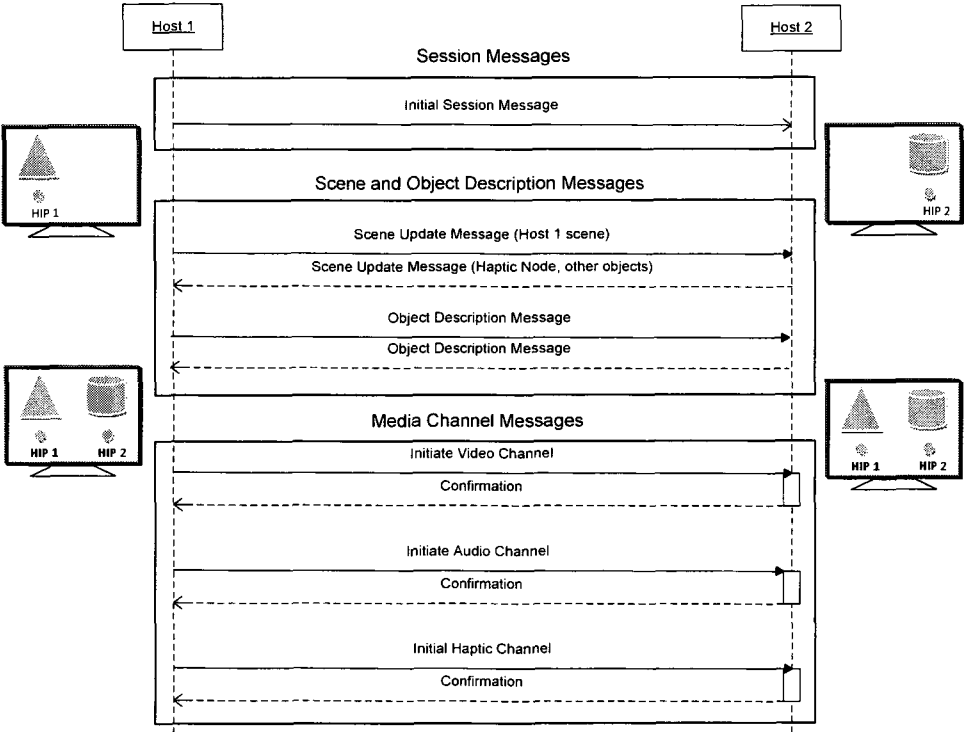 Host 1
Host 2
Session Messages
Initial Session Message
HIP 1
HIP 2
Scene and Object Description Messages
Scene Update Message (Host 1 scene)
Scene Update Message (Haptic Node, other objects)
Object Description Message
Object Description Message
HIP 1 HIP 2
HIP 1 HIP 2
Media Channel Messages
Initiate Video Channel
Confirmation
Initiate Audio Channel
Confirmation
Initial Haptic Channel
Confirmation